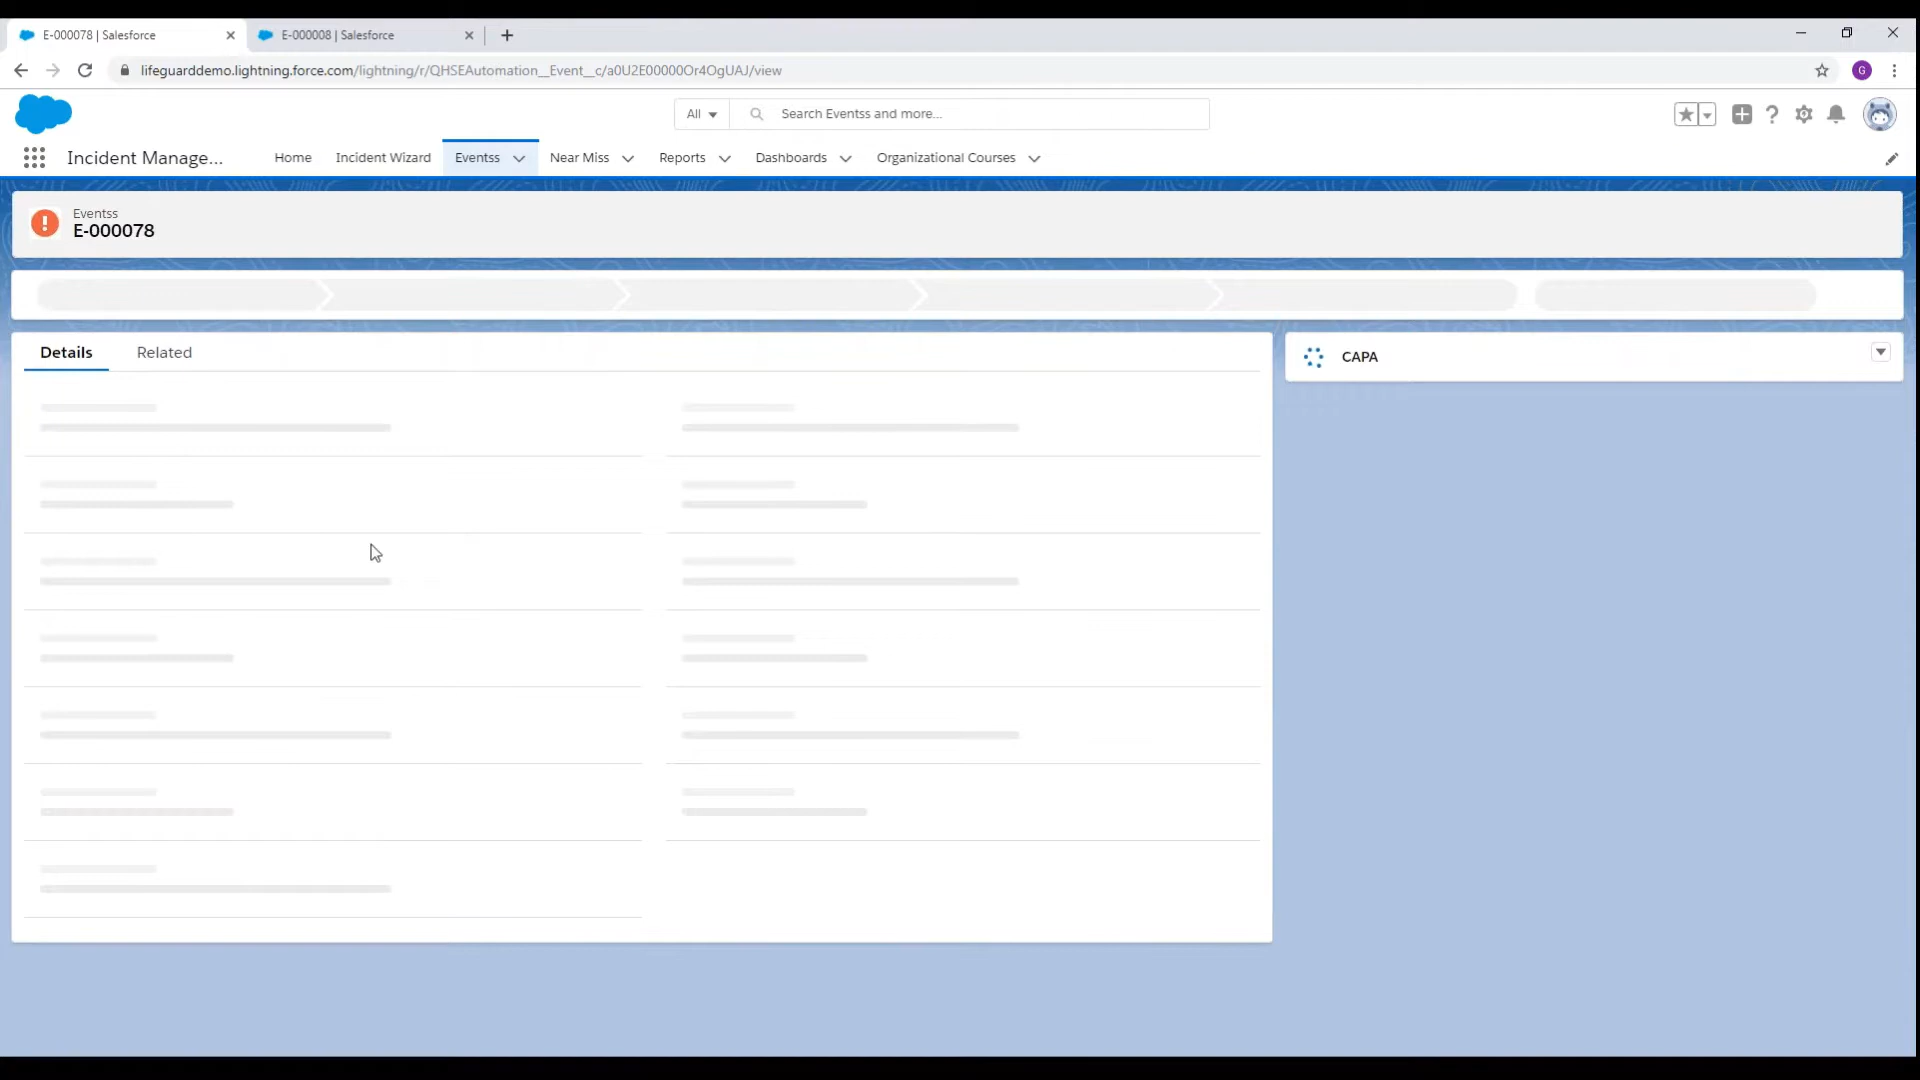 E-000078 | Salesforce
E-000008 | Salesforce
lifeguarddemo.lightning.force.com/lightning/r/QHSEAutomation__Event__c/a0U2E00000Or4OgUAJ/view
G
All
Search Eventss and more...
Incident Manage...
Home
Incident Wizard
Eventss
Near Miss
Reports
Dashboards
Organizational Courses
Eventss
E-000078
Details
Related
CAPA